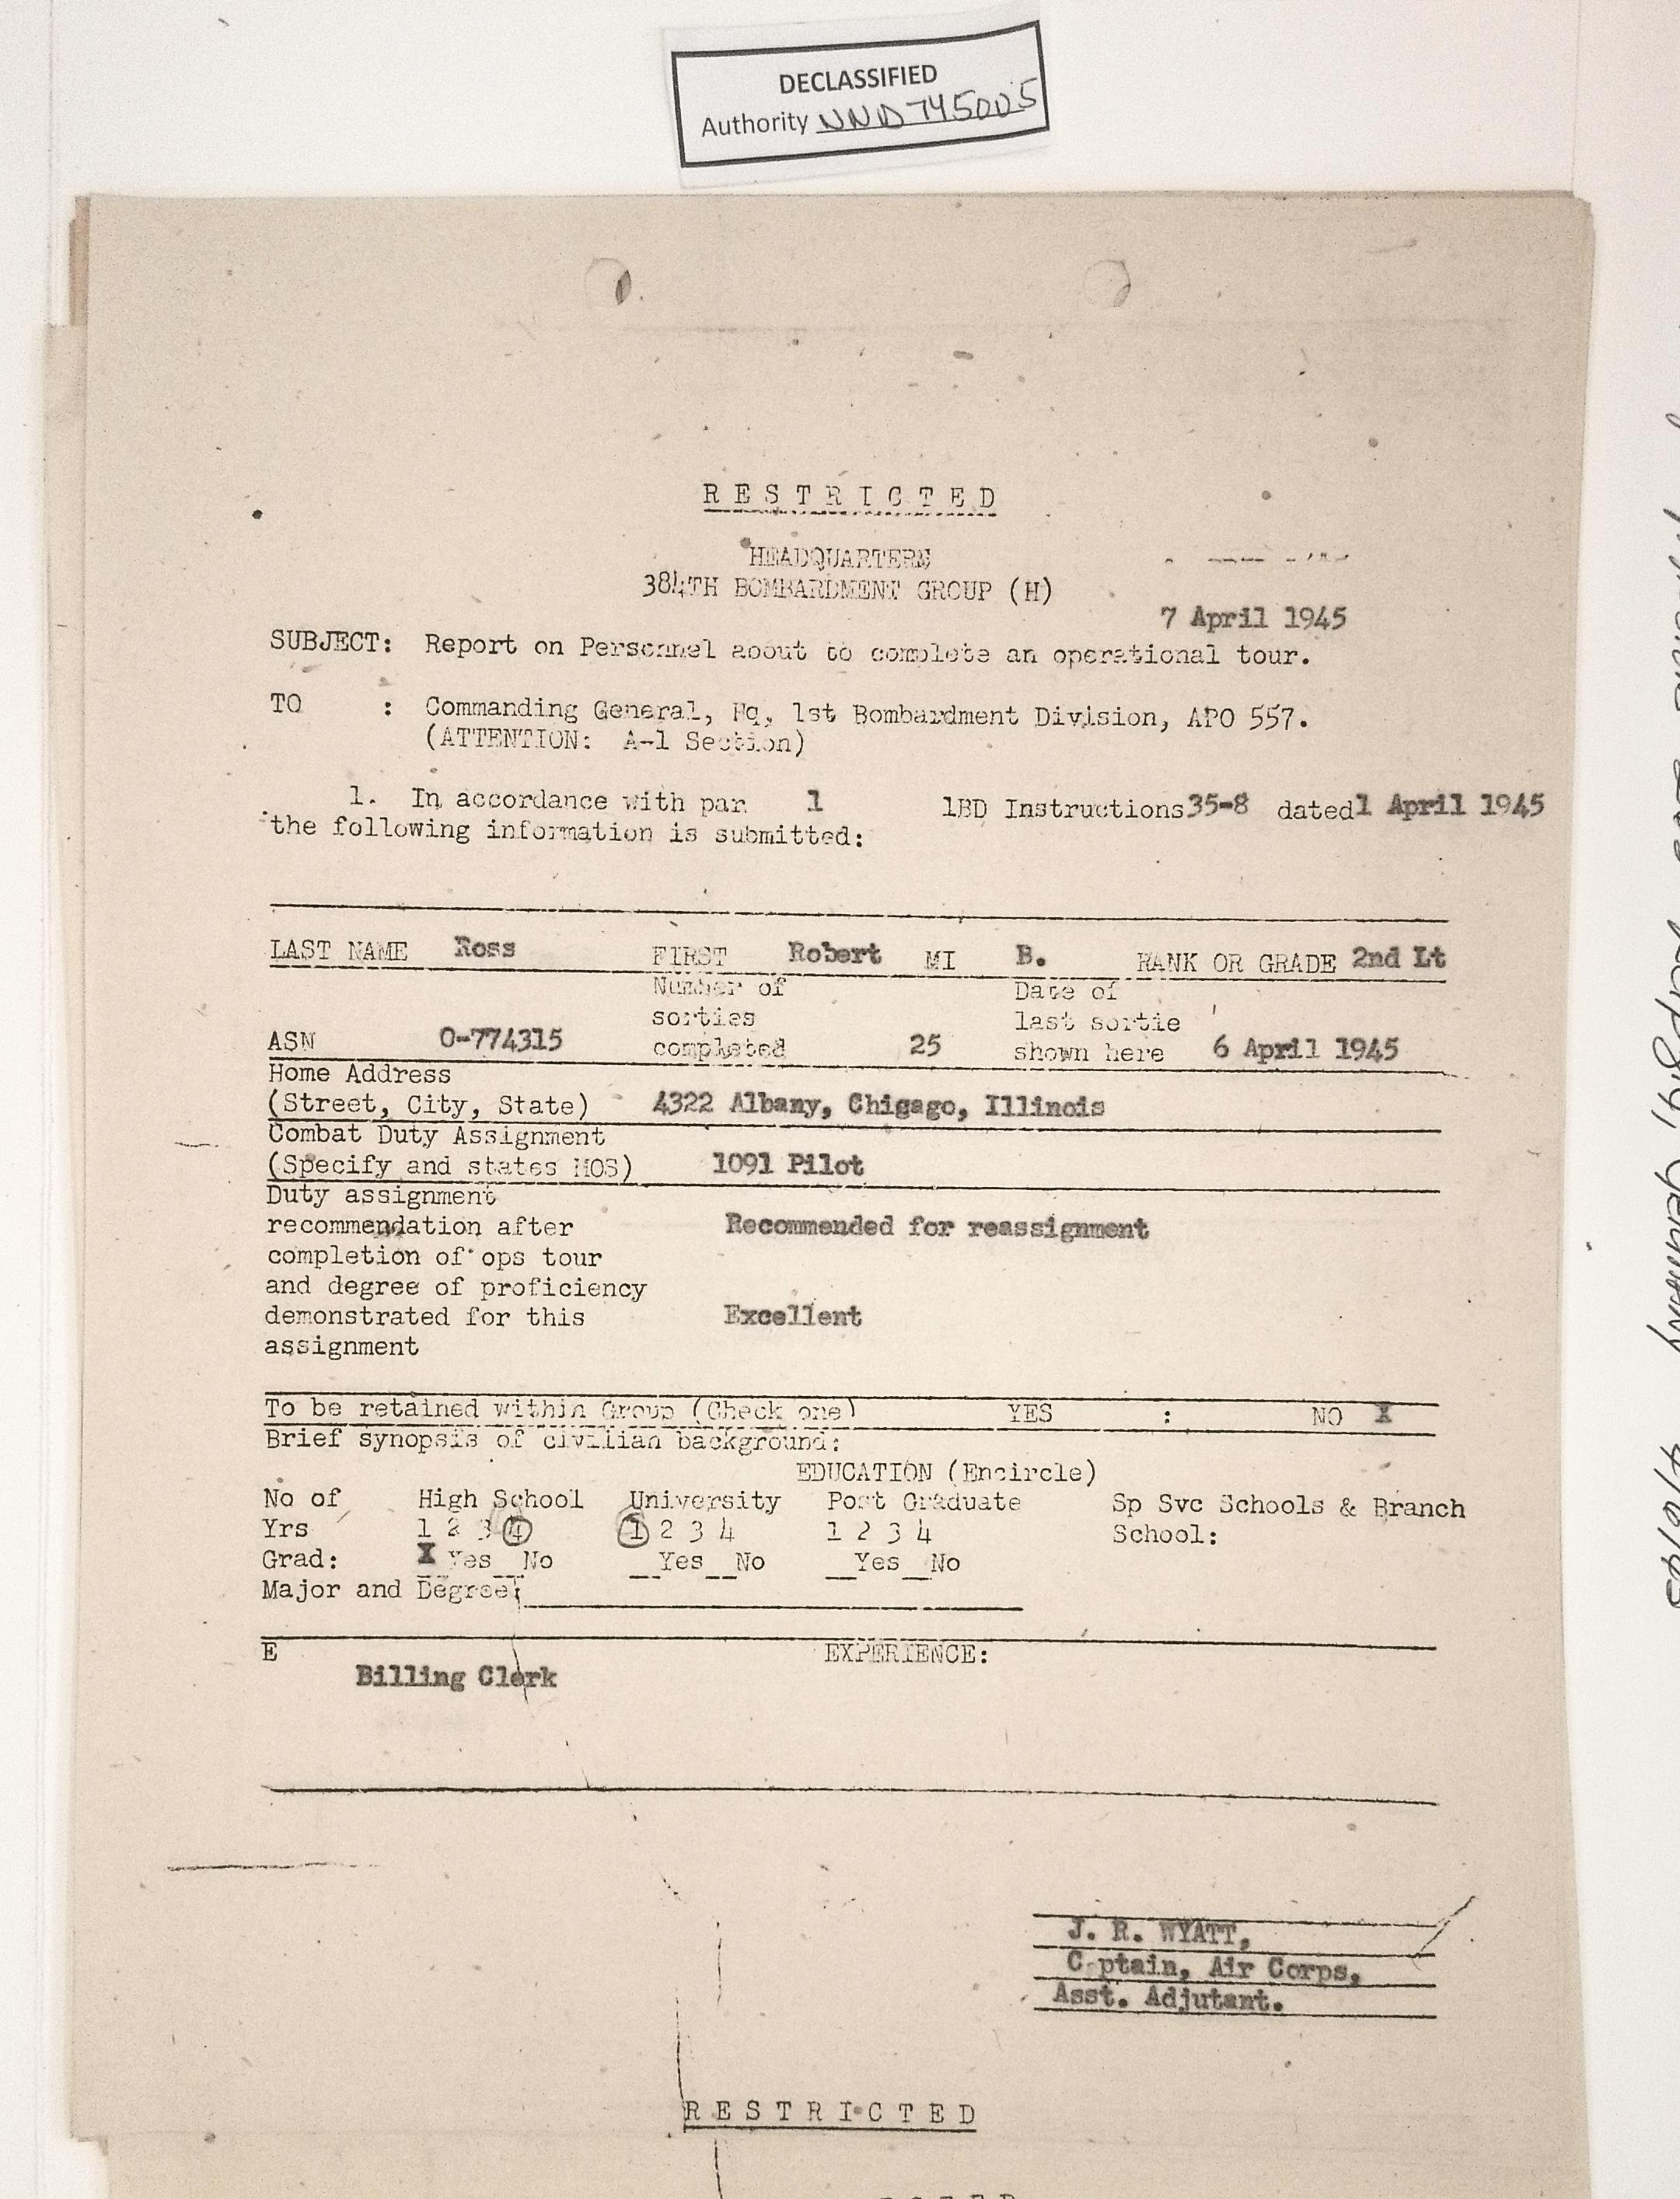 DECLASSIFIED
Authority NND 745005
RESTRICTED
HEADQUARTERS
384TH BOMBARDMENT GROUP (H)
7 April 1945
SUBJECT: Report on Personnel about to complete an operational tour.
TO : Commanding General, Hq, 1st Bombardment Division, APO 557.
(ATTENTION: A-1 Section)
1. In accordance with par. 1 1BD Instructions 35-8 dated 1 April 1945
the following information is submitted:
LAST NAME Ross FIRST Robert MI B. RANK OR GRADE 2nd Lt
Number of Date of
sorties last sortie
ASN O-774315 completed 25 shown here 6 April 1945
Home Address
(Street, City, State) 4322 Albany, Chigago, Illinois
Combat Duty Assignment
(Specify and states MOS) 1091 Pilot
Duty assignment
recommendation after Recommended for reassignment
completion of ops tour
and degree of proficiency
demonstrated for this Excellent
assignment
To be retained within Group (Check one) YES : NO X
Brief synopsis of civilian background:
EDUCATION (Encircle)
No of High School University Post Graduate Sp Svc Schools & Branch
Yrs 1 2 3 4 1 2 3 4 1 2 3 4 School:
Grad: X Yes No Yes No Yes No
Major and Degree:
E EXPERIENCE:
Billing Clerk
J. R. WYATT,
C ptain, Air Corps,
Asst. Adjutant.
RESTRICTED